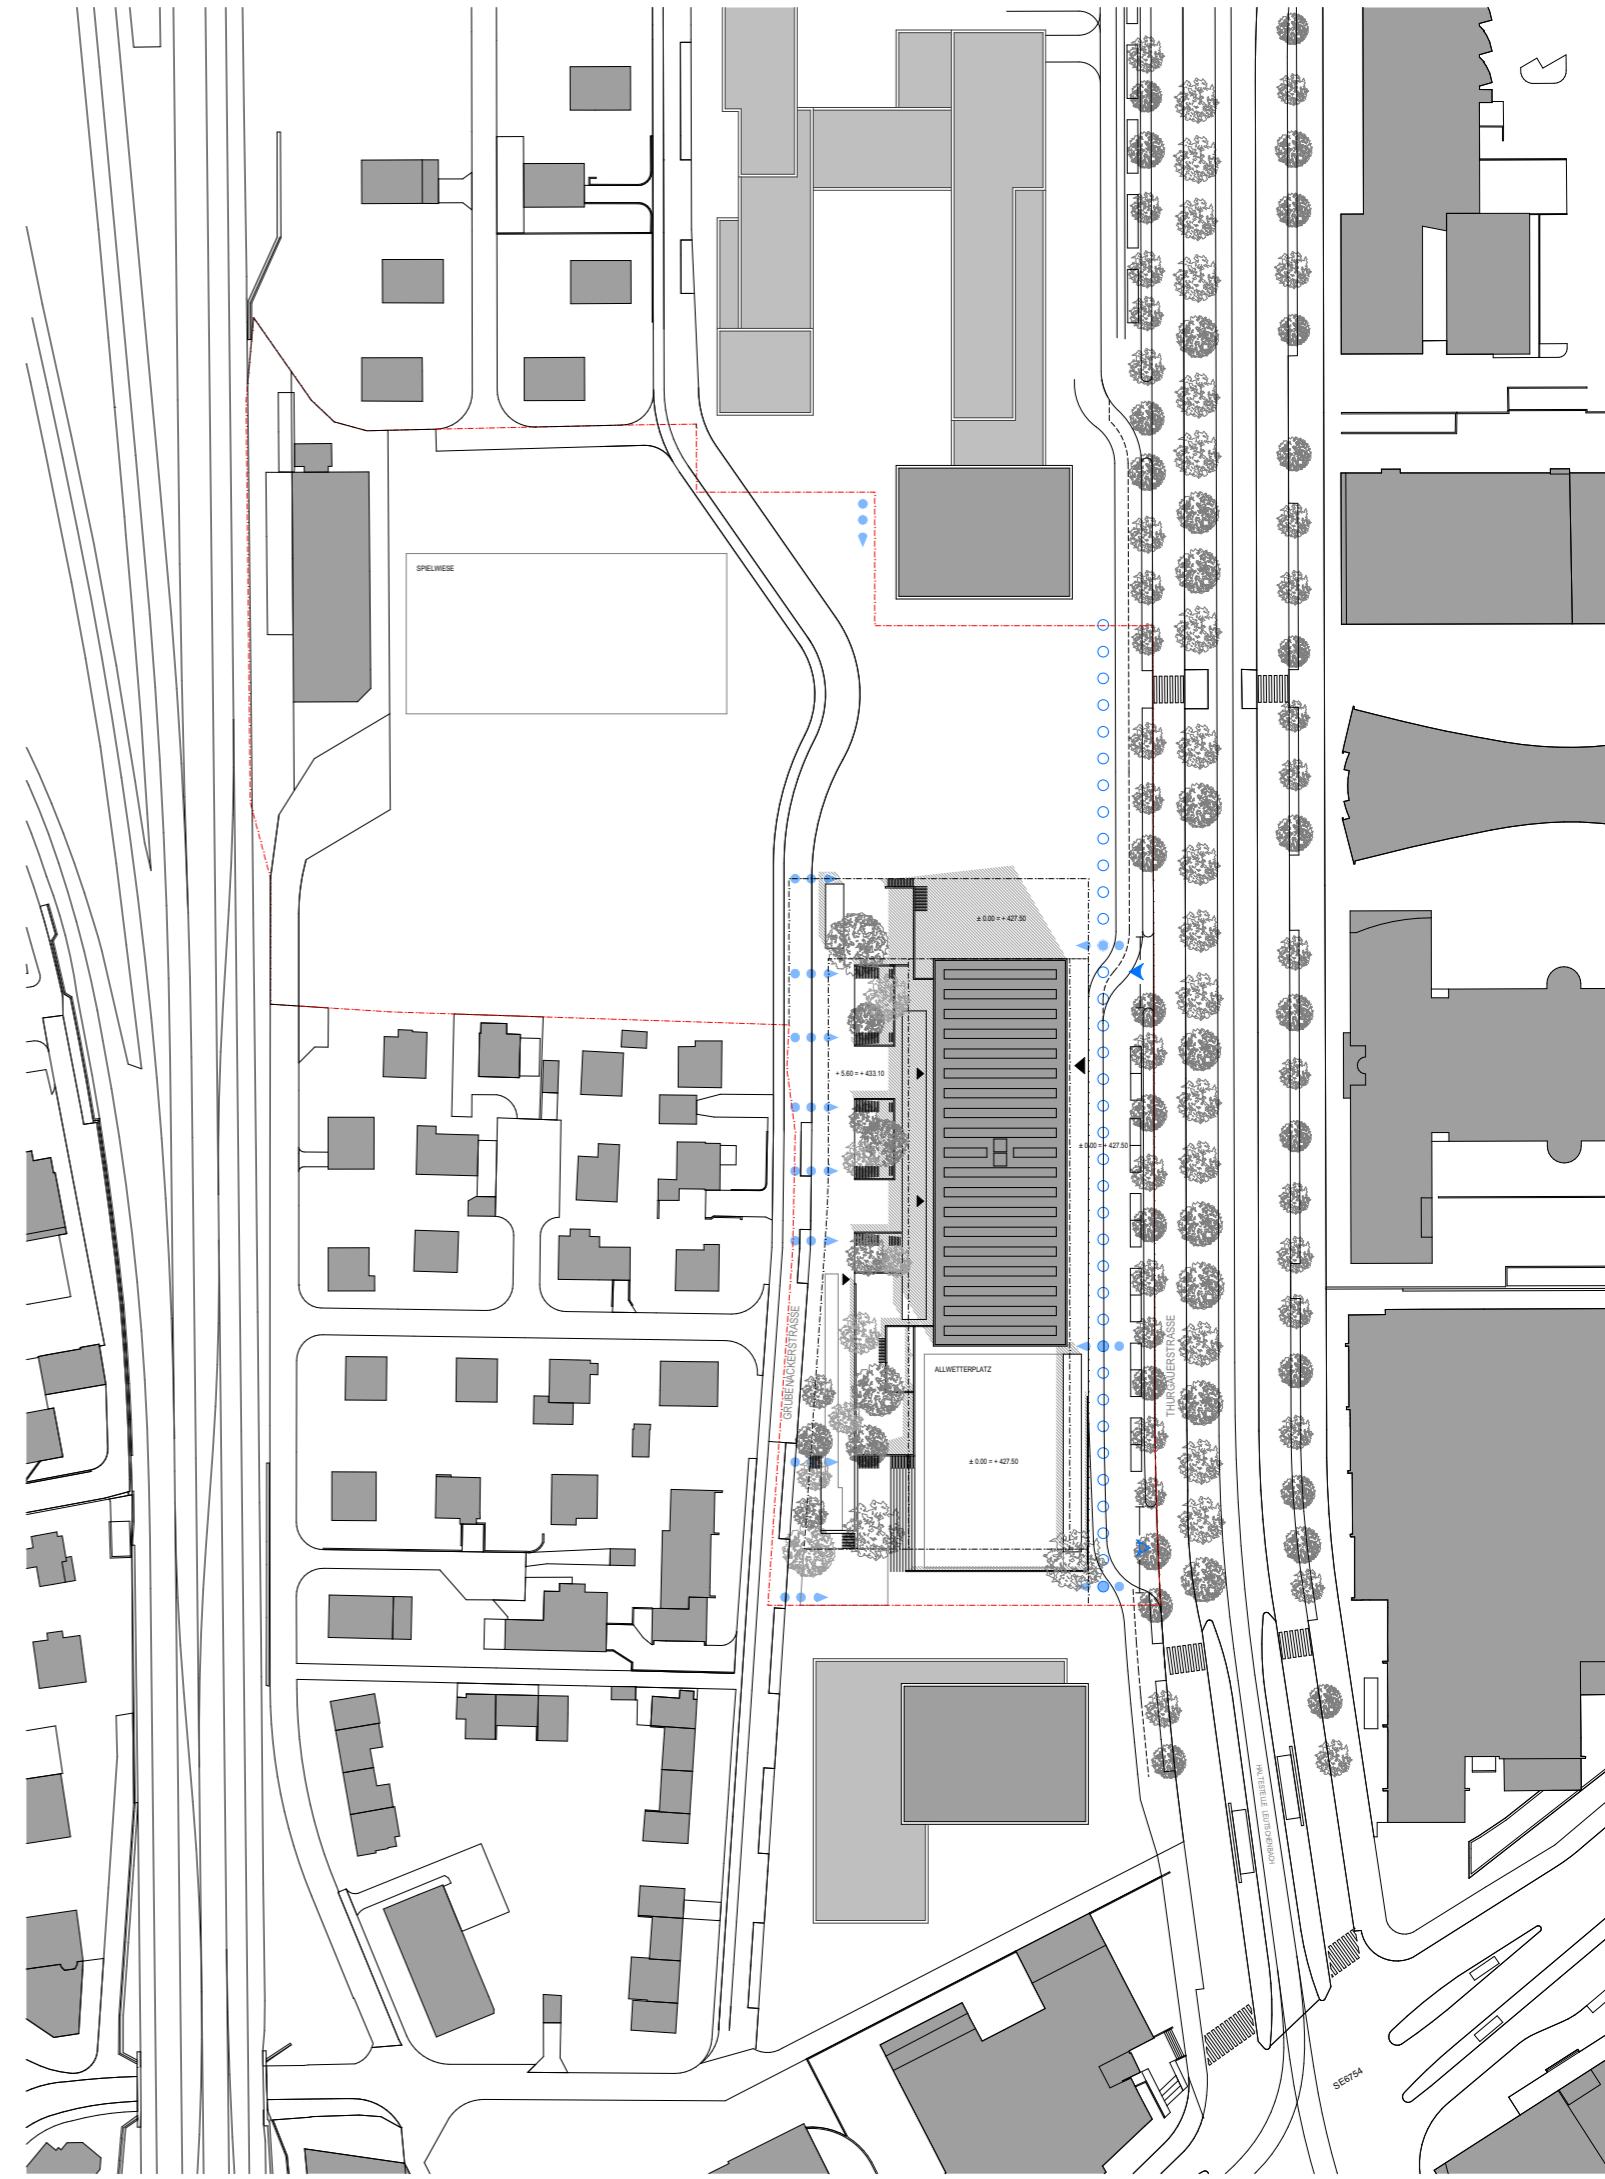 SPIELWIESE
± 0.00 = + 427.50
+ 5.60 = + 433.10
± 0.00 = + 427.50
GRUBENACKERSTRASSE
THURGAUERSTRASSE
ALLWETTERPLATZ
± 0.00 = + 427.50
HALTESTELLE LEUTSCHENBACH
SE6754